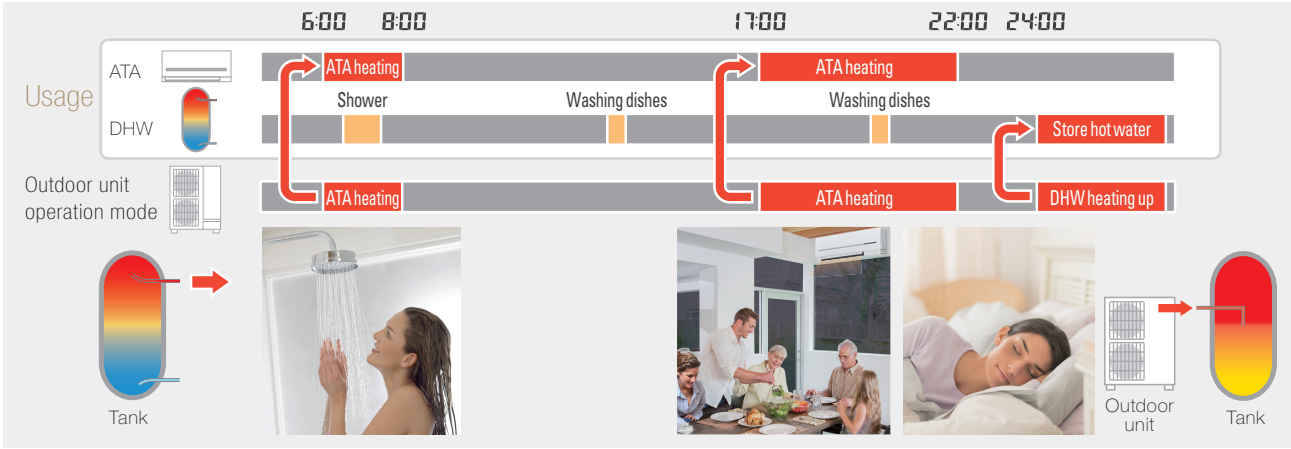 6:00 8:00 17:00 22:00 24:00
Usage
ATA
ATA heating ATA heating
Shower Washing dishes Washing dishes
DHW
Store hot water
Outdoor unit
operation mode
ATA heating ATA heating DHW heating up
Tank
Outdoor
unit
Tank